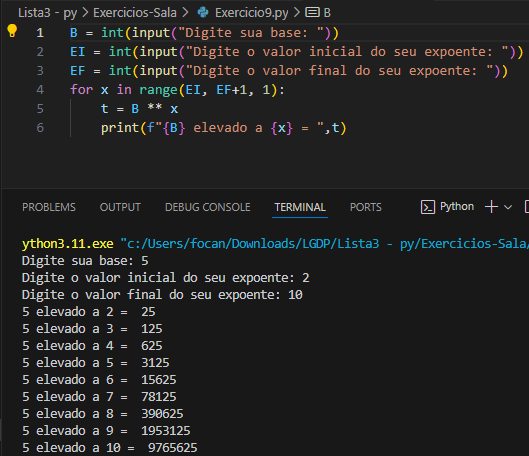 Lista3 - py > Exercicios-Sala > Exercicio9.py > B
1 B = int(input("Digite sua base: "))
2 EI = int(input("Digite o valor inicial do seu expoente: "))
3 EF = int(input("Digite o valor final do seu expoente: "))
4 for x in range(EI, EF+1, 1):
5     t = B ** x
6     print(f"{B} elevado a {x} = ",t)
PROBLEMS OUTPUT DEBUG CONSOLE TERMINAL PORTS Python
ython3.11.exe "c:/Users/focan/Downloads/LGDP/Lista3 - py/Exercicios-Sala/
Digite sua base: 5
Digite o valor inicial do seu expoente: 2
Digite o valor final do seu expoente: 10
5 elevado a 2 =  25
5 elevado a 3 =  125
5 elevado a 4 =  625
5 elevado a 5 =  3125
5 elevado a 6 =  15625
5 elevado a 7 =  78125
5 elevado a 8 =  390625
5 elevado a 9 =  1953125
5 elevado a 10 =  9765625